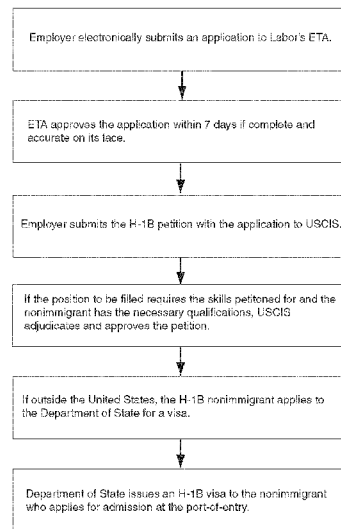 Employer electronically submits an application to Labor's ETA.
ETA approves the application within 7 days if complete and
accurate on its face.
Employer submits the H-1B petition with the application to USCIS.
If the position to be filled requires the skills petitoned for and the
nonimmigrant has the necessary qualifications, USCIS
adjudicates and approves the petition.
If outside the United States, the H-1B nonimmigrant applies to
the Department of State for a visa.
Department of State issues an H-1B visa to the nonimmigrant
who applies for admission at the port-of-entry.